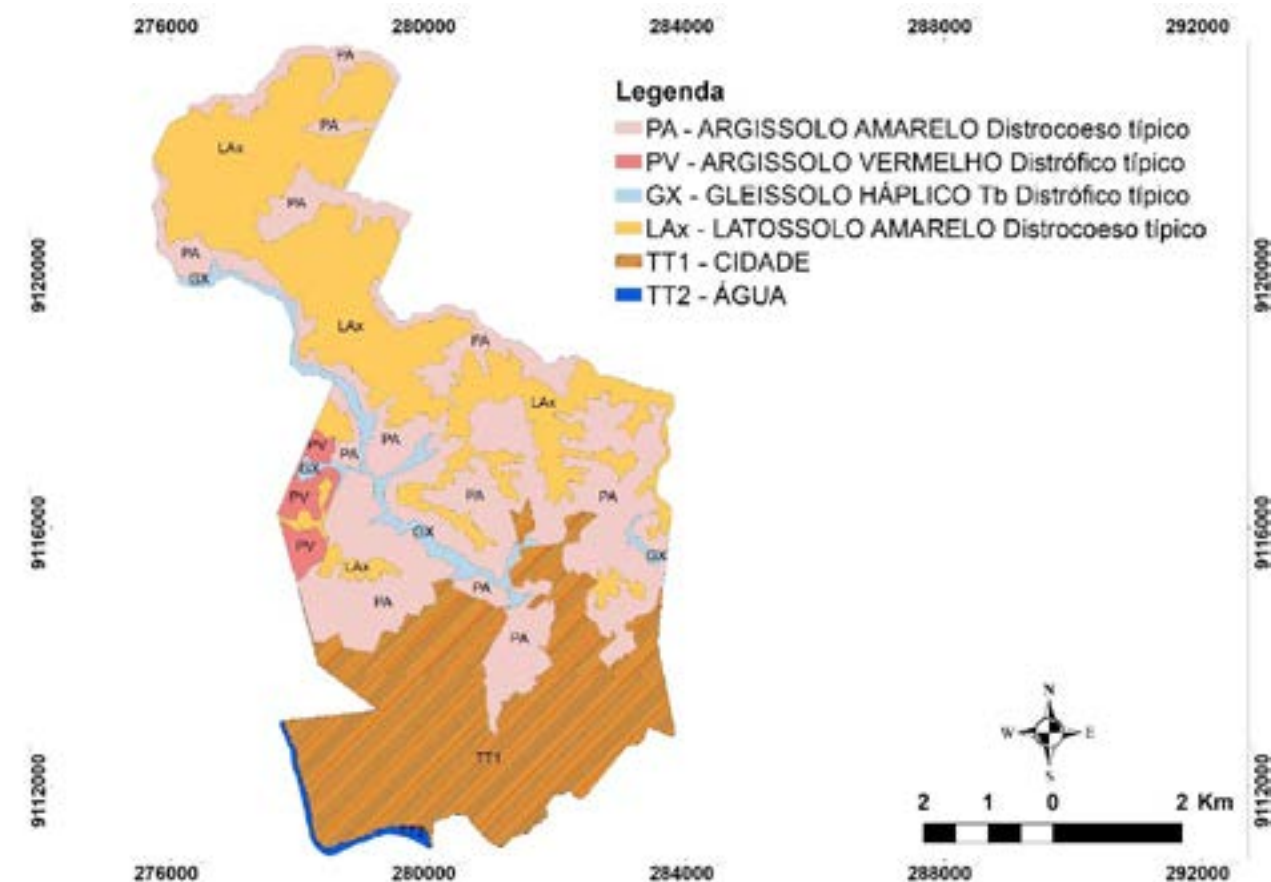 276000 280000 284000 288000 292000
Legenda
PA - ARGISSOLO AMARELO Distrocoeso típico
PV - ARGISSOLO VERMELHO Distrófico típico
GX - GLEISSOLO HÁPLICO Tb Distrófico típico
LAx - LATOSSOLO AMARELO Distrocoeso típico
TT1 - CIDADE
TT2 - ÁGUA
PA
PA
LAx
PA
PA
GX
9120000 9120000
LAx
PA
LAx
PA
PV
PA
GX
PA
PV
PA
GX
PV
GX
9116000 9116000
LAx
PA
PA
PA
TT1
N
W E
S
9112000 9112000
2 1 0 2 Km
276000 280000 284000 288000 292000